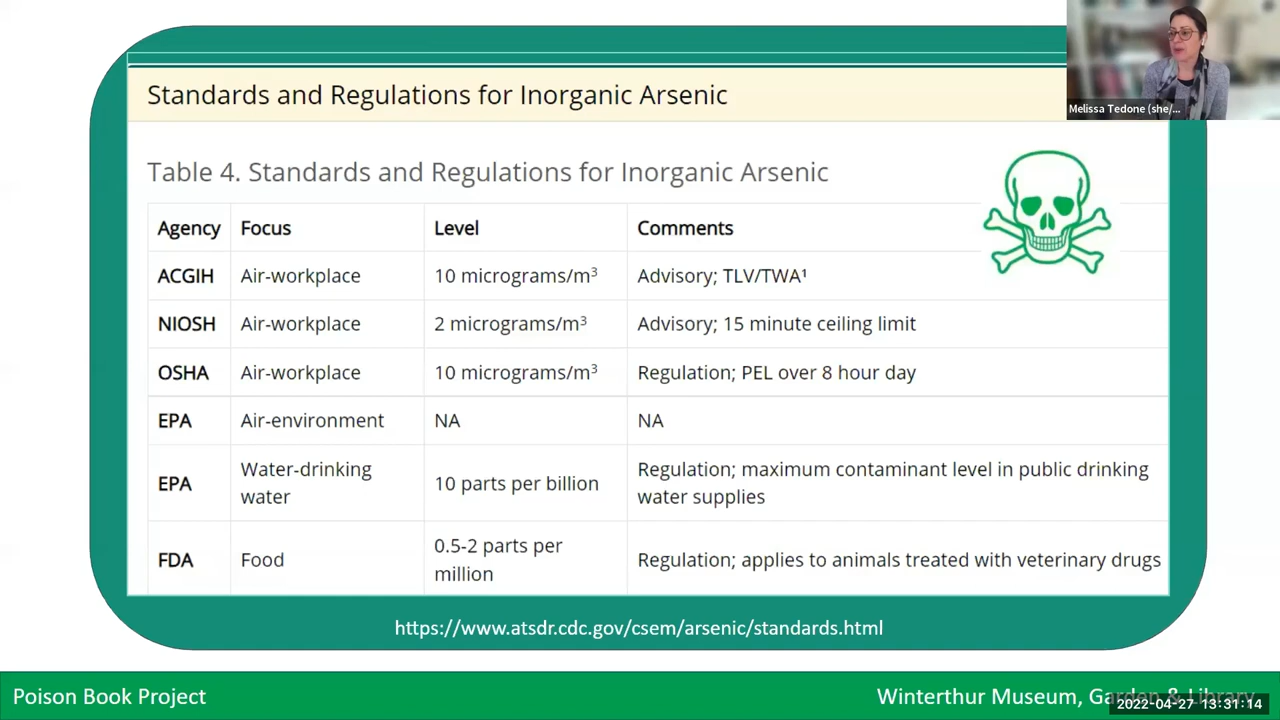 Standards and Regulations for Inorganic Arsenic
Melissa Tedone (she/...
Table 4. Standards and Regulations for Inorganic Arsenic
Agency Focus Level Comments
ACGIH Air-workplace 10 micrograms/m³ Advisory; TLV/TWA¹
NIOSH Air-workplace 2 micrograms/m³ Advisory; 15 minute ceiling limit
OSHA Air-workplace 10 micrograms/m³ Regulation; PEL over 8 hour day
EPA Air-environment NA NA
EPA Water-drinking water 10 parts per billion Regulation; maximum contaminant level in public drinking water supplies
FDA Food 0.5-2 parts per million Regulation; applies to animals treated with veterinary drugs
https://www.atsdr.cdc.gov/csem/arsenic/standards.html
Poison Book Project
Winterthur Museum, Garden & Library
2022-04-27 13:31:14